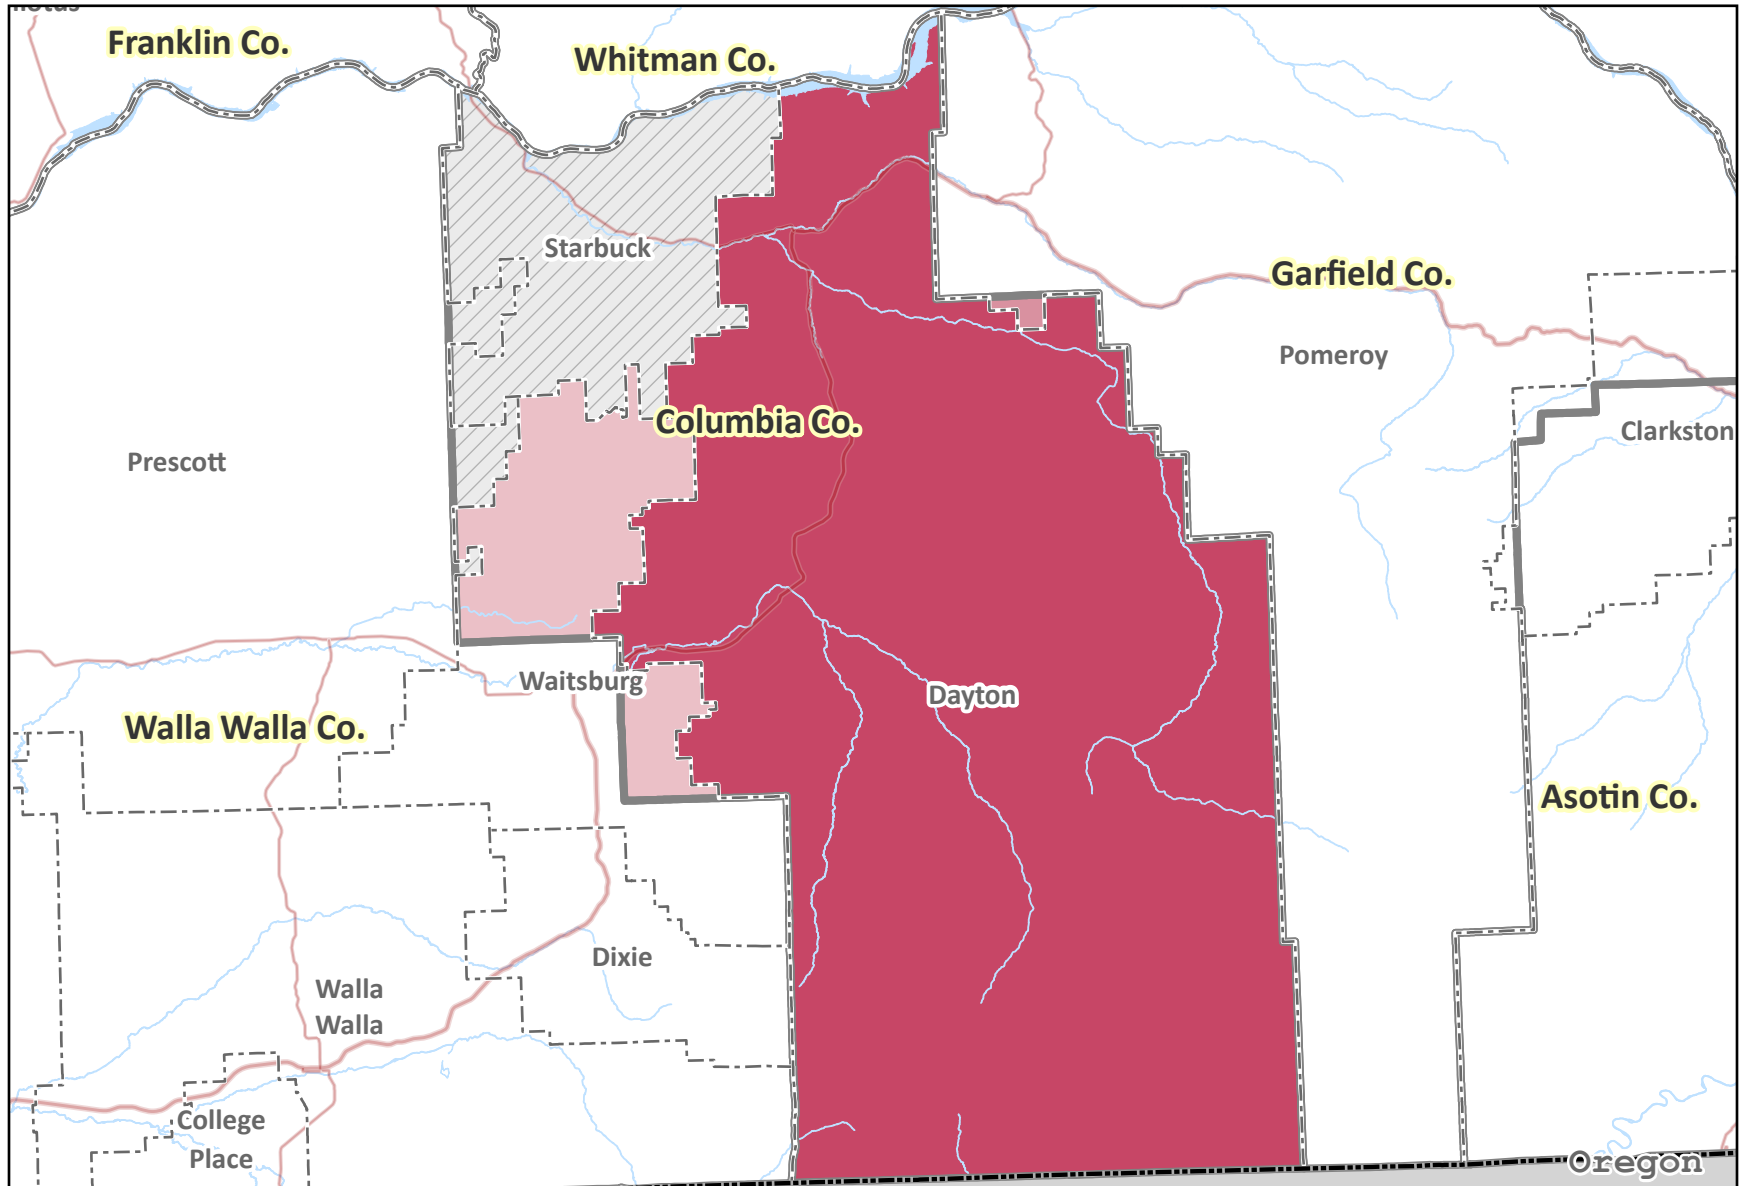 Franklin Co.
Whitman Co.
Starbuck
Garfield Co.
Pomeroy
Columbia Co.
Clarkston
Prescott
Waitsburg
Dayton
Walla Walla Co.
Asotin Co.
Dixie
Walla
Walla
College
Place
Oregon